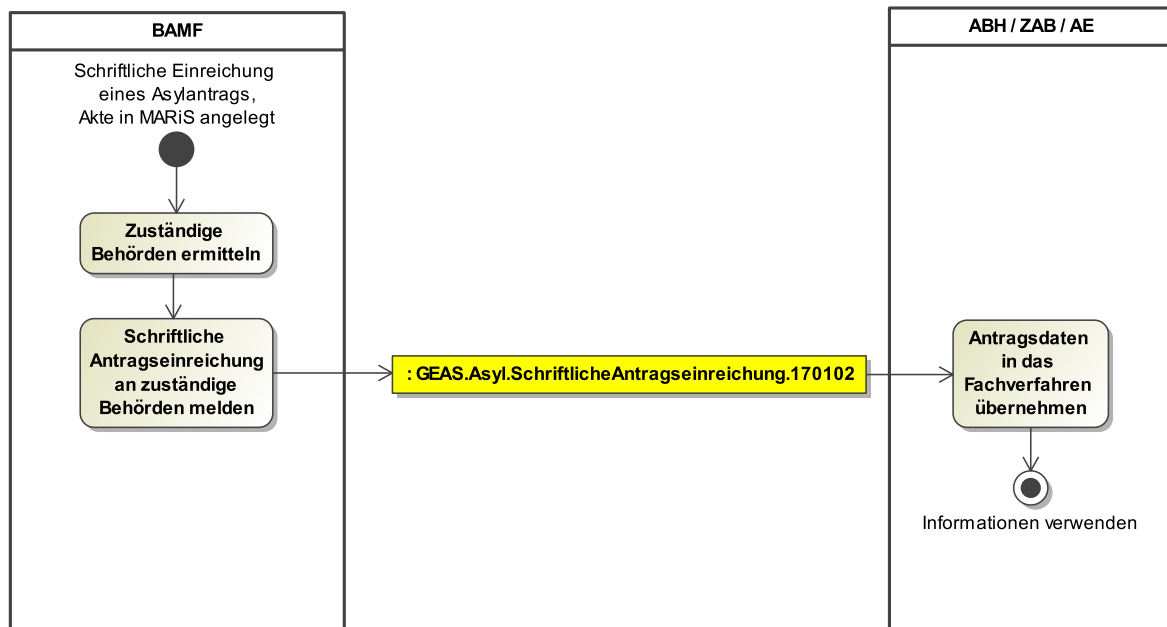 BAMF
Schriftliche Einreichung
eines Asylantrags,
Akte in MARiS angelegt
Zuständige
Behörden ermitteln
Schriftliche
Antragseinreichung
an zuständige
Behörden melden
: GEAS.Asyl.SchriftlicheAntragseinreichung.170102
ABH / ZAB / AE
Antragsdaten
in das
Fachverfahren
übernehmen
Informationen verwenden